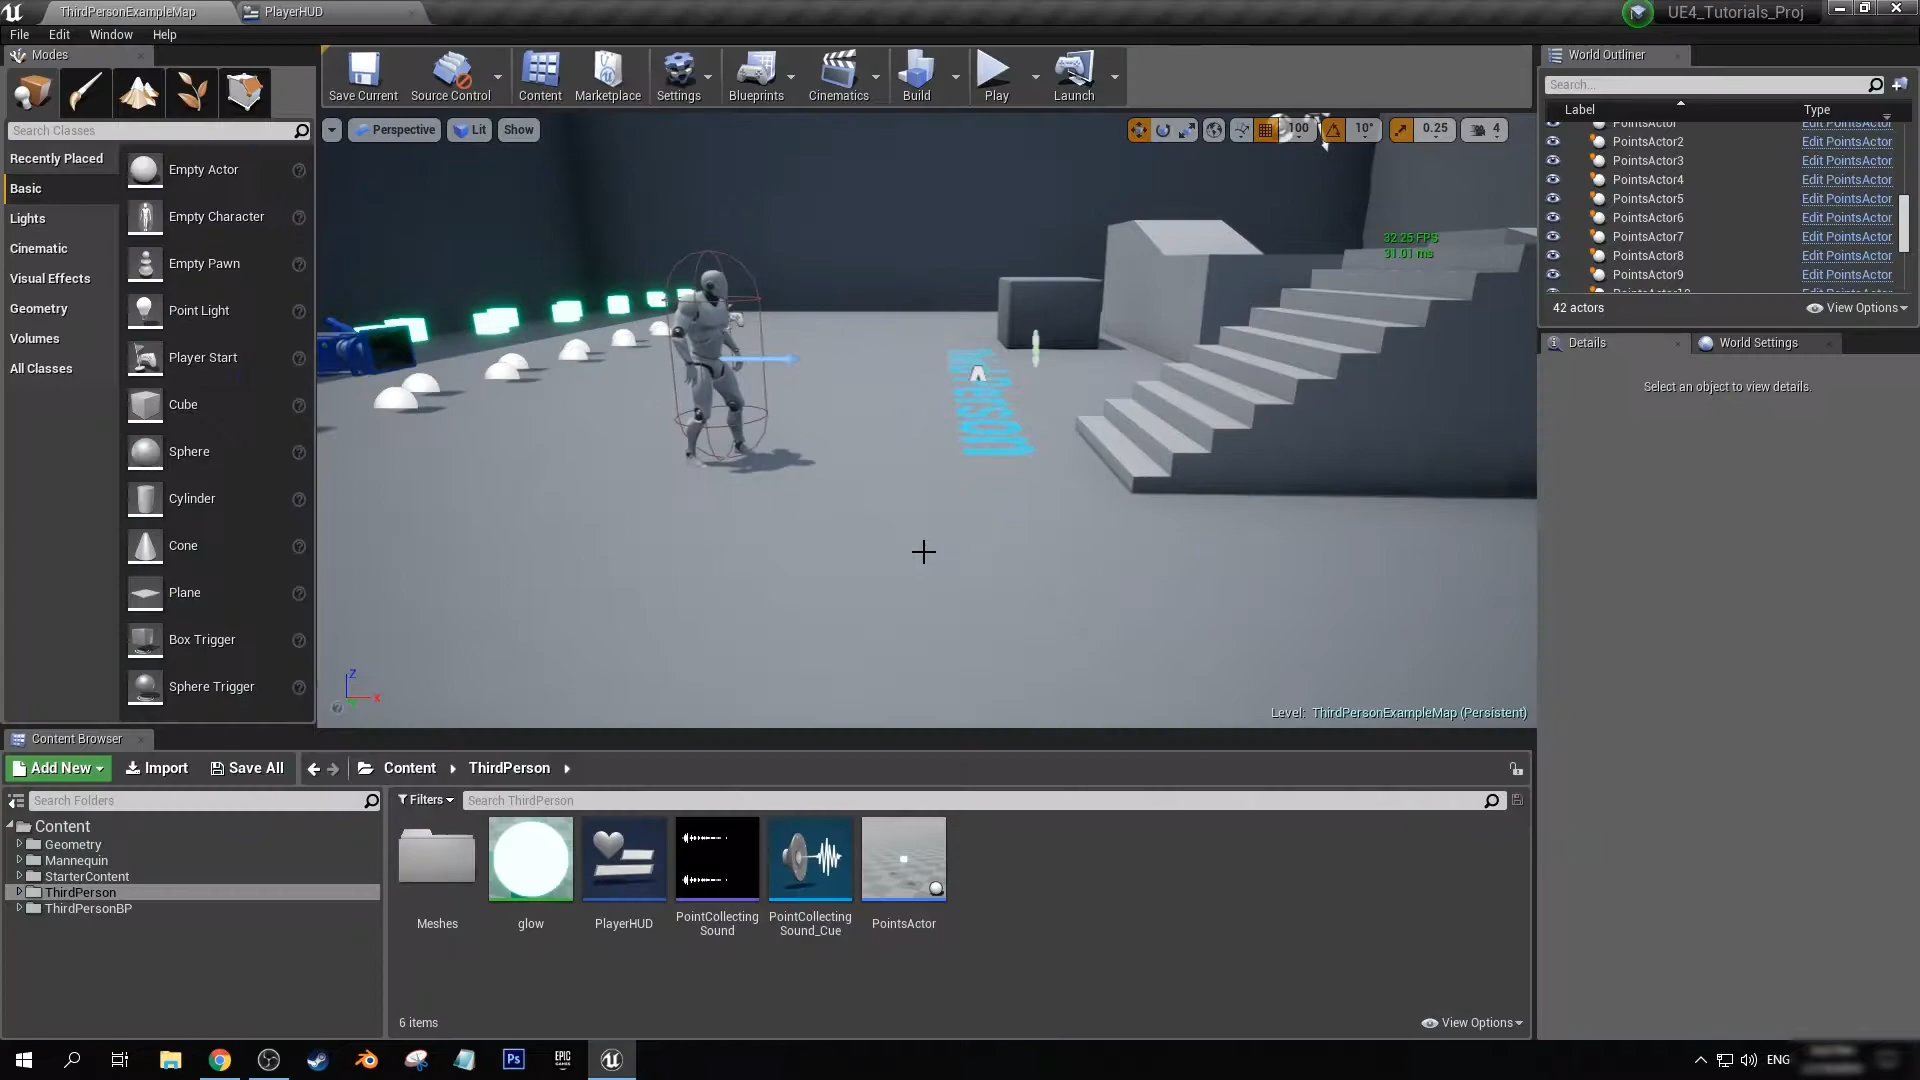 ThirdPersonExampleMap
PlayerHUD
UE4_Tutorials_Proj
File
Edit
Window
Help
Modes
Save Current
Source Control
Content
Marketplace
Settings
Blueprints
Cinematics
Build
Play
Launch
World Outliner
Search...
Label
Type
Search Classes
Perspective
Lit
Show
100
10°
0.25
4
PointsActor
Edit PointsActor
PointsActor2
Edit PointsActor
PointsActor3
Edit PointsActor
PointsActor4
Edit PointsActor
PointsActor5
Edit PointsActor
PointsActor6
Edit PointsActor
PointsActor7
Edit PointsActor
PointsActor8
Edit PointsActor
PointsActor9
Edit PointsActor
42 actors
View Options
Recently Placed
Basic
Lights
Cinematic
Visual Effects
Geometry
Volumes
All Classes
Empty Actor
Empty Character
Empty Pawn
Point Light
Player Start
Cube
Sphere
Cylinder
Cone
Plane
Box Trigger
Sphere Trigger
32.25 FPS
31.01 ms
Z
X
Level: ThirdPersonExampleMap (Persistent)
Details
World Settings
Select an object to view details.
Content Browser
Add New
Import
Save All
Content
ThirdPerson
Search Folders
Filters
Search ThirdPerson
Content
Geometry
Mannequin
StarterContent
ThirdPerson
ThirdPersonBP
Meshes
glow
PlayerHUD
PointCollecting
Sound
PointCollecting
Sound_Cue
PointsActor
6 items
View Options
Ps
EPIC
GAMES
ENG